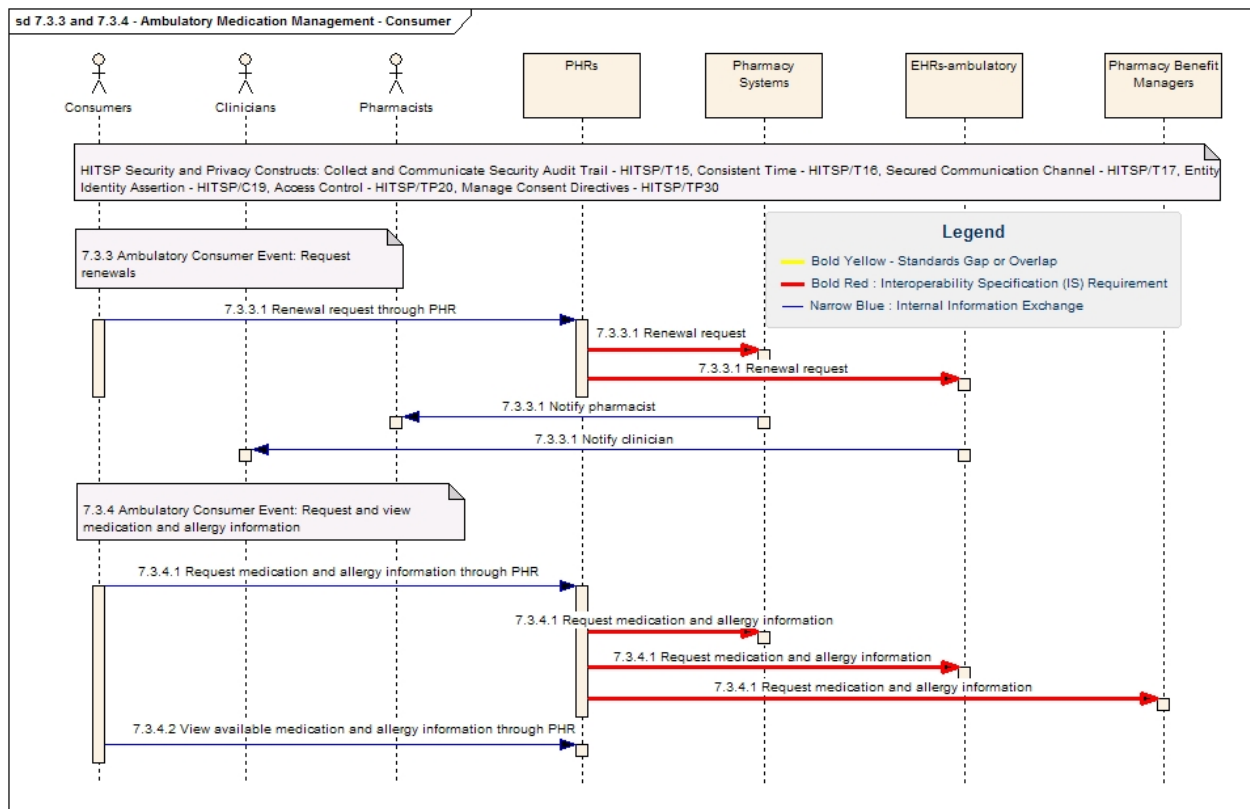 sd 7.3.3 and 7.3.4 - Ambulatory Medication Management - Consumer
Consumers
Clinicians
Pharmacists
PHRs
Pharmacy
Systems
EHRs-ambulatory
Pharmacy Benefit
Managers
HITSP Security and Privacy Constructs: Collect and Communicate Security Audit Trail - HITSP/T15, Consistent Time - HITSP/T16, Secured Communication Channel - HITSP/T17, Entity
Identity Assertion - HITSP/C19, Access Control - HITSP/TP20, Manage Consent Directives - HITSP/TP30
Legend
Bold Yellow - Standards Gap or Overlap
Bold Red : Interoperability Specification (IS) Requirement
Narrow Blue : Internal Information Exchange
7.3.3 Ambulatory Consumer Event: Request
renewals
7.3.3.1 Renewal request through PHR
7.3.3.1 Renewal request
7.3.3.1 Renewal request
7.3.3.1 Notify pharmacist
7.3.3.1 Notify clinician
7.3.4 Ambulatory Consumer Event: Request and view
medication and allergy information
7.3.4.1 Request medication and allergy information through PHR
7.3.4.1 Request medication and allergy information
7.3.4.1 Request medication and allergy information
7.3.4.1 Request medication and allergy information
7.3.4.2 View available medication and allergy information through PHR